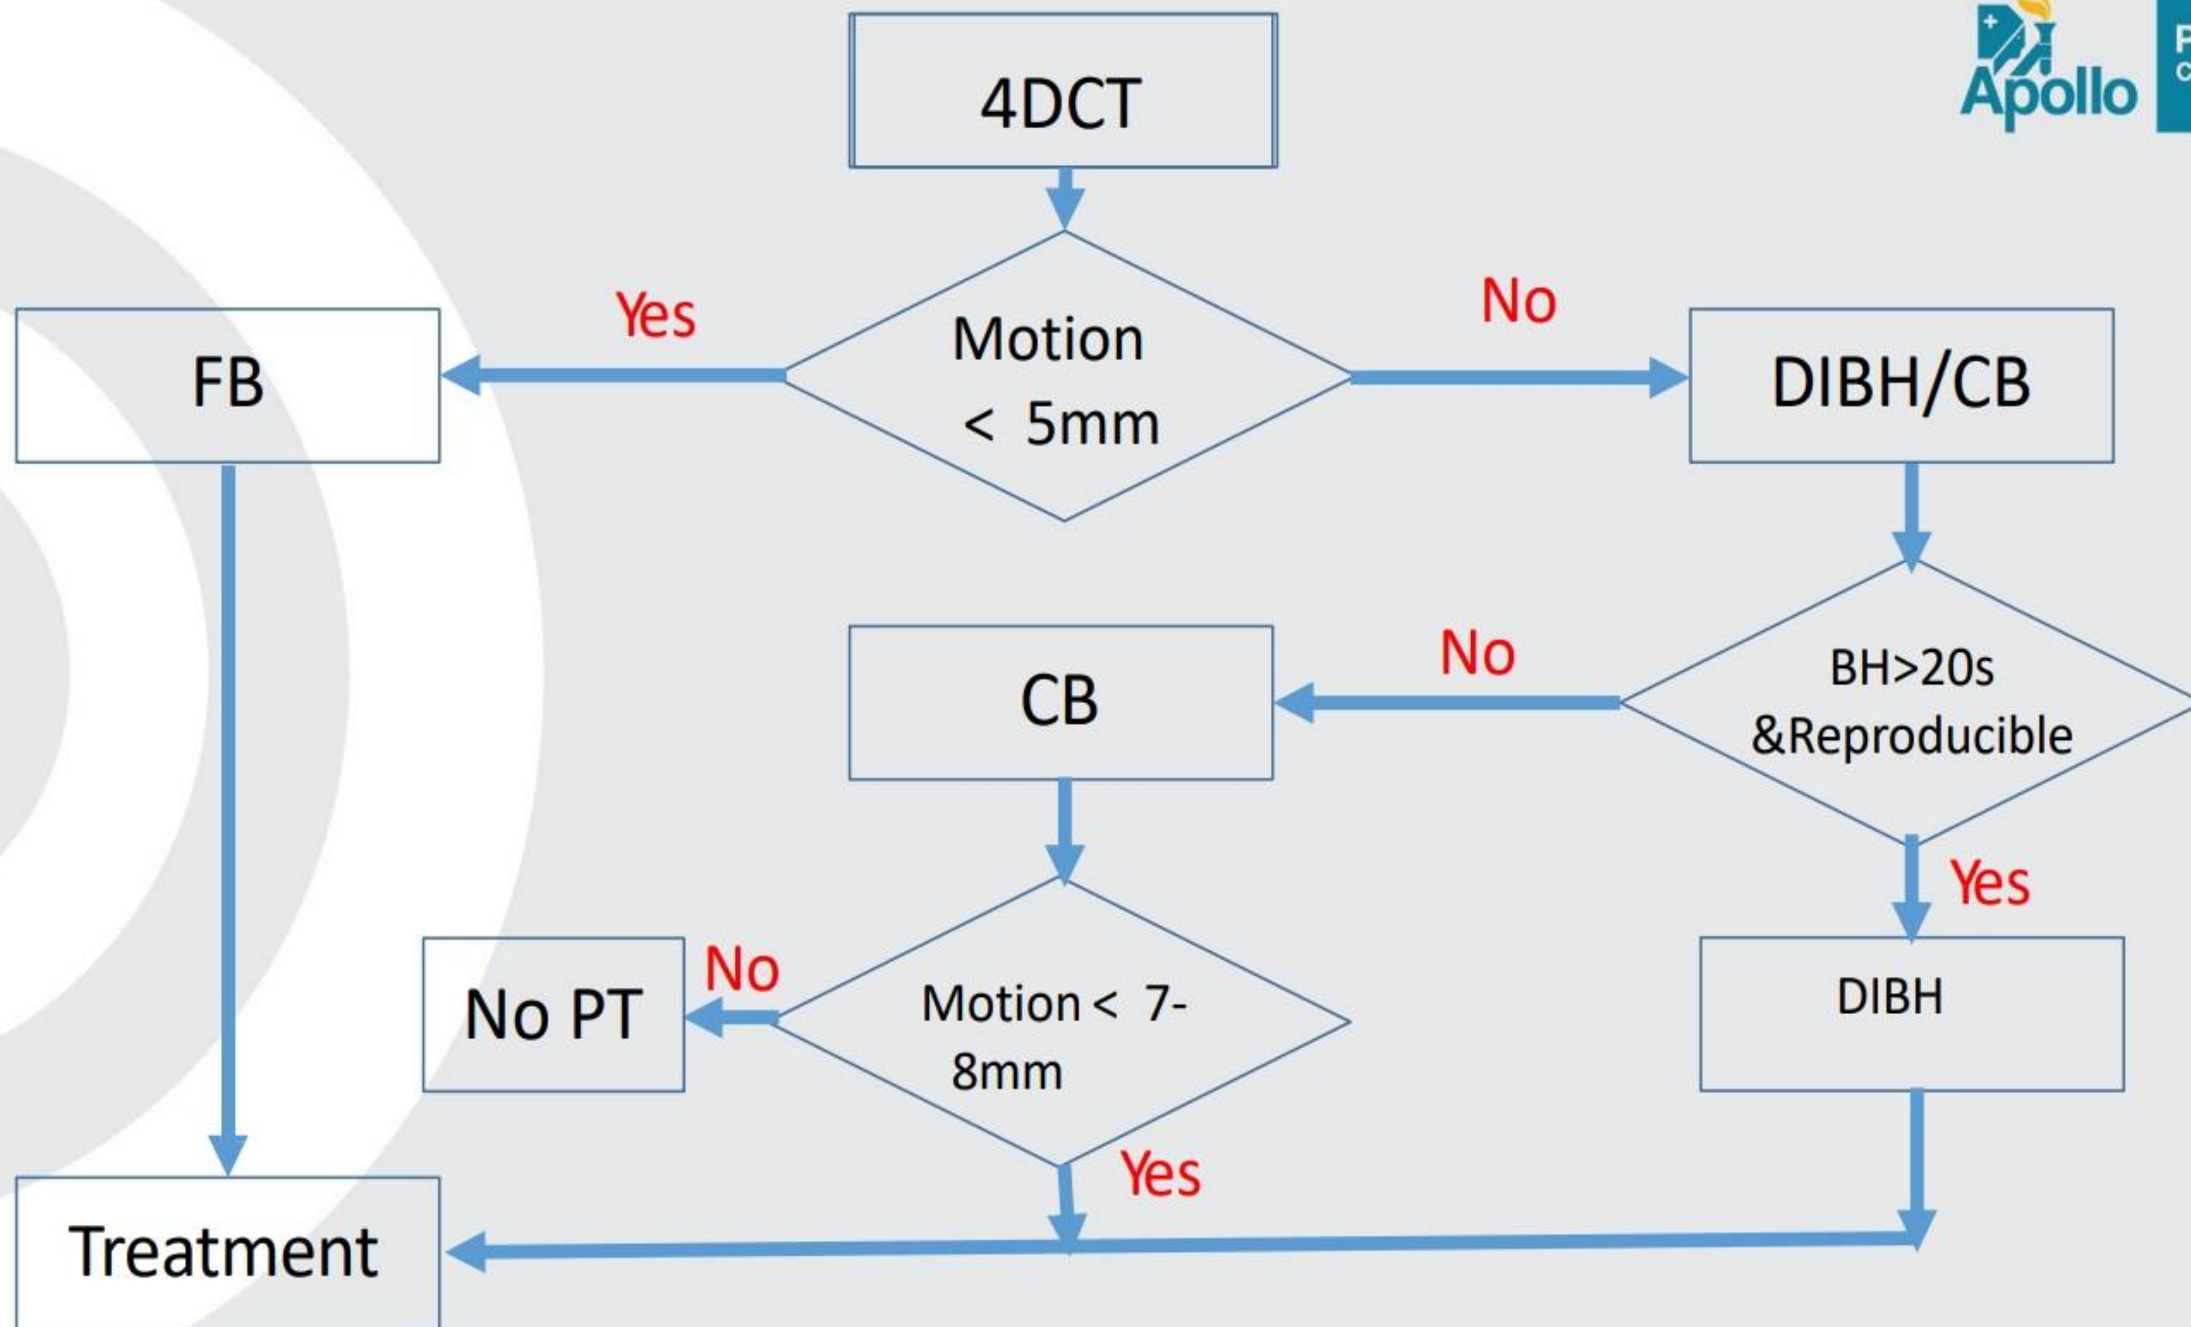 4DCT
Apollo
Yes
Motion
< 5mm
No
FB
DIBH/CB
CB
No
BH>20s
&Reproducible
Yes
No PT
No
Motion < 7-
8mm
DIBH
Yes
Treatment